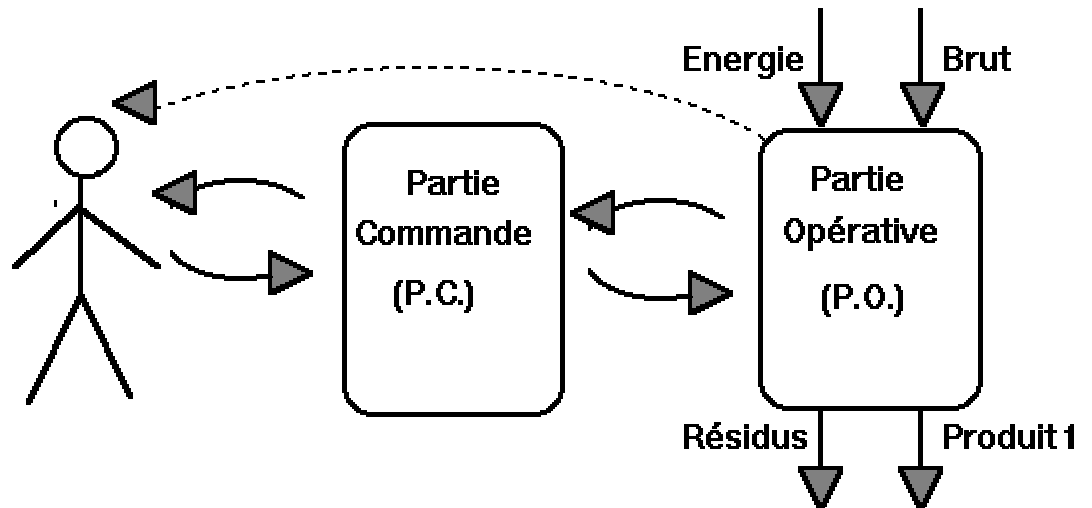 Energie
Brut
Partie
Commande
(P.C.)
Partie
Opérative
(P.O.)
Résidus
Produit 1